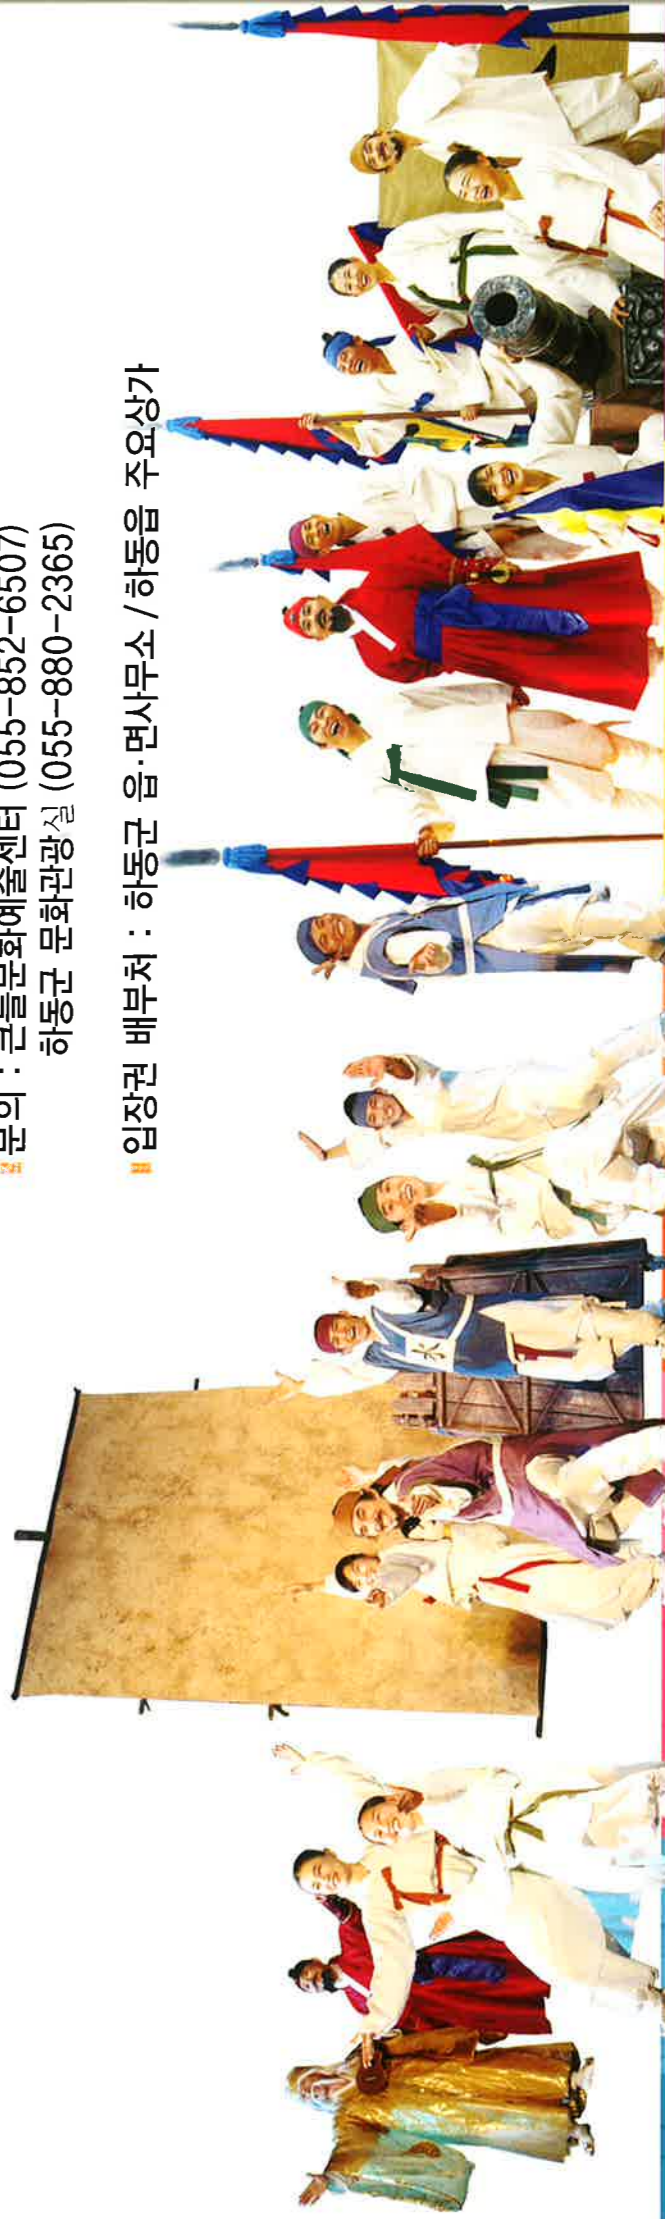 문의 : 큰들문화예술센터 (055-852-6507)
하동군 문화관광실 (055-880-2365)
입장권 배부처 : 하동군 읍·면사무소 / 하동읍 주요상가